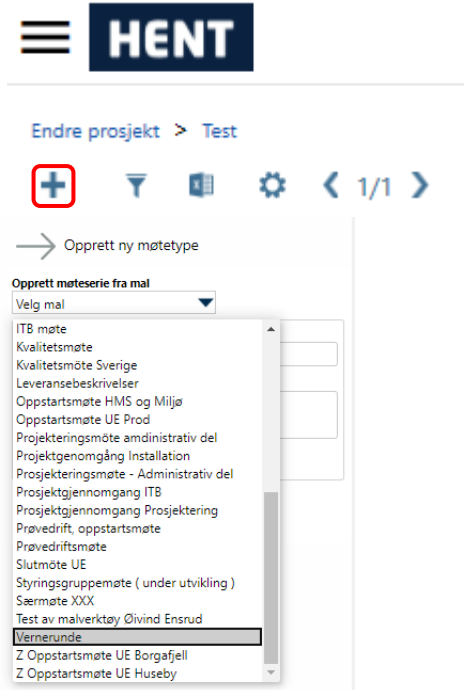 HENT
Endre prosjekt > Test
1/1
Opprett ny møtetype
Opprett møteserie fra mal
Velg mal
ITB møte
Kvalitetsmøte
Kvalitetsmöte Sverige
Leveransebeskrivelser
Oppstartsmøte HMS og Miljø
Oppstartsmøte UE Prod
Projekteringsmöte amdinistrativ del
Projektgenomgång Installation
Prosjekteringsmøte - Administrativ del
Prosjektgjennomgang ITB
Prosjektgjennomgang Prosjektering
Prøvedrift, oppstartsmøte
Prøvedriftsmøte
Slutmöte UE
Styringsgruppemøte ( under utvikling )
Særmøte XXX
Test av malverktøy Øivind Ensrud
Vernerunde
Z Oppstartsmøte UE Borgafjell
Z Oppstartsmøte UE Huseby